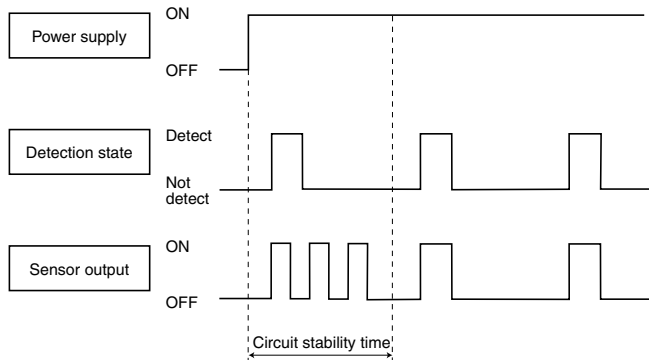 ON
Power supply
OFF
Detect
Detection state
Not
detect
ON
Sensor output
OFF
Circuit stability time